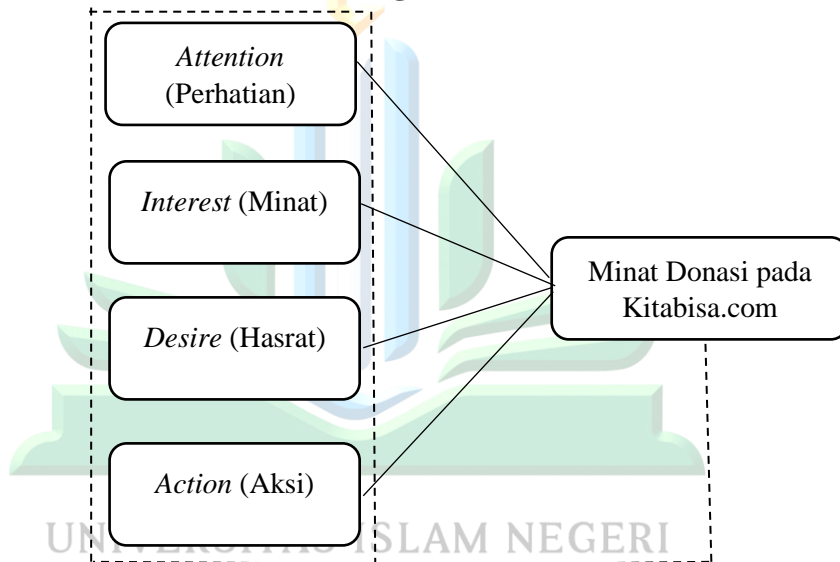 Attention
(Perhatian)
Interest (Minat)
Desire (Hasrat)
Action (Aksi)
Minat Donasi pada
Kitabisa.com
UNIVERSITAS ISLAM NEGERI